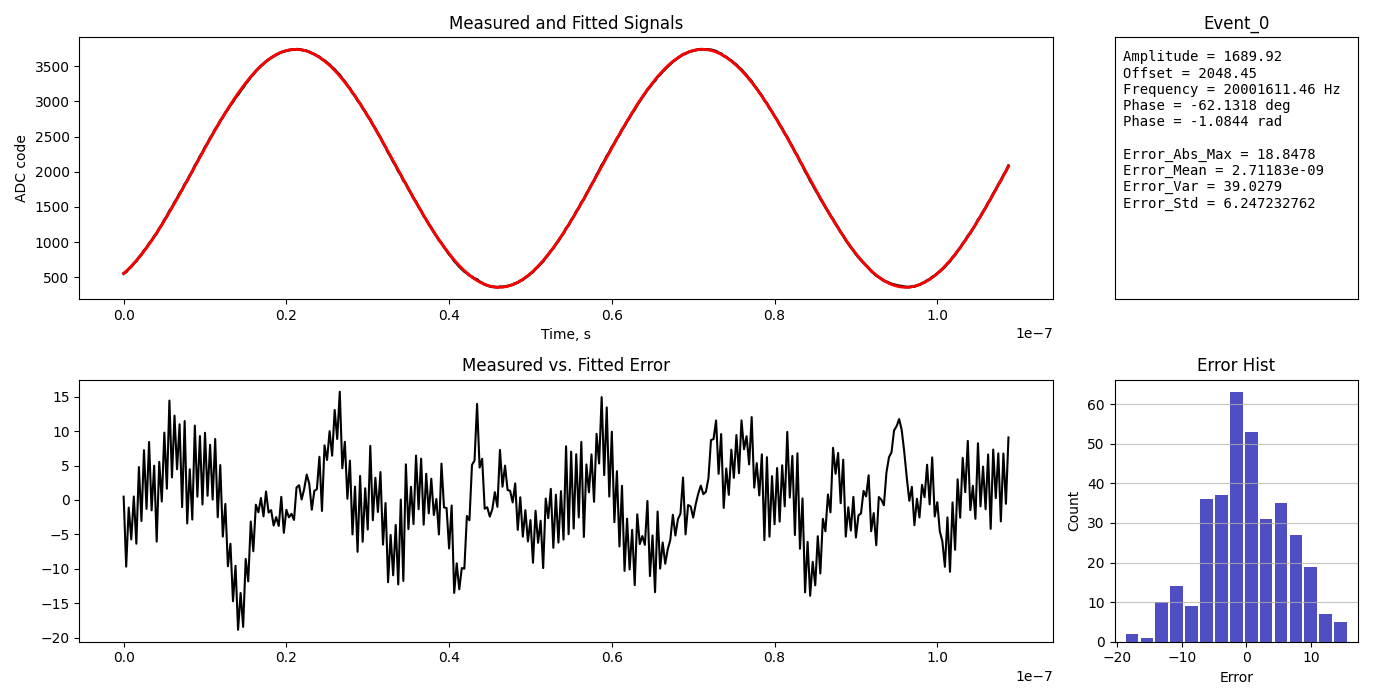 Measured and Fitted Signals
ADC code
3500
3000
2500
2000
1500
1000
500
0.0 0.2 0.4 0.6 0.8 1.0
1e−7
Time, s
Event_0
Amplitude = 1689.92
Offset = 2048.45
Frequency = 20001611.46 Hz
Phase = -62.1318 deg
Phase = -1.0844 rad
Error_Abs_Max = 18.8478
Error_Mean = 2.71183e-09
Error_Var = 39.0279
Error_Std = 6.247232762
Measured vs. Fitted Error
15
10
5
0
−5
−10
−15
−20
0.0 0.2 0.4 0.6 0.8 1.0
1e−7
Error Hist
Count
60
50
40
30
20
10
0
−20 −10 0 10
Error